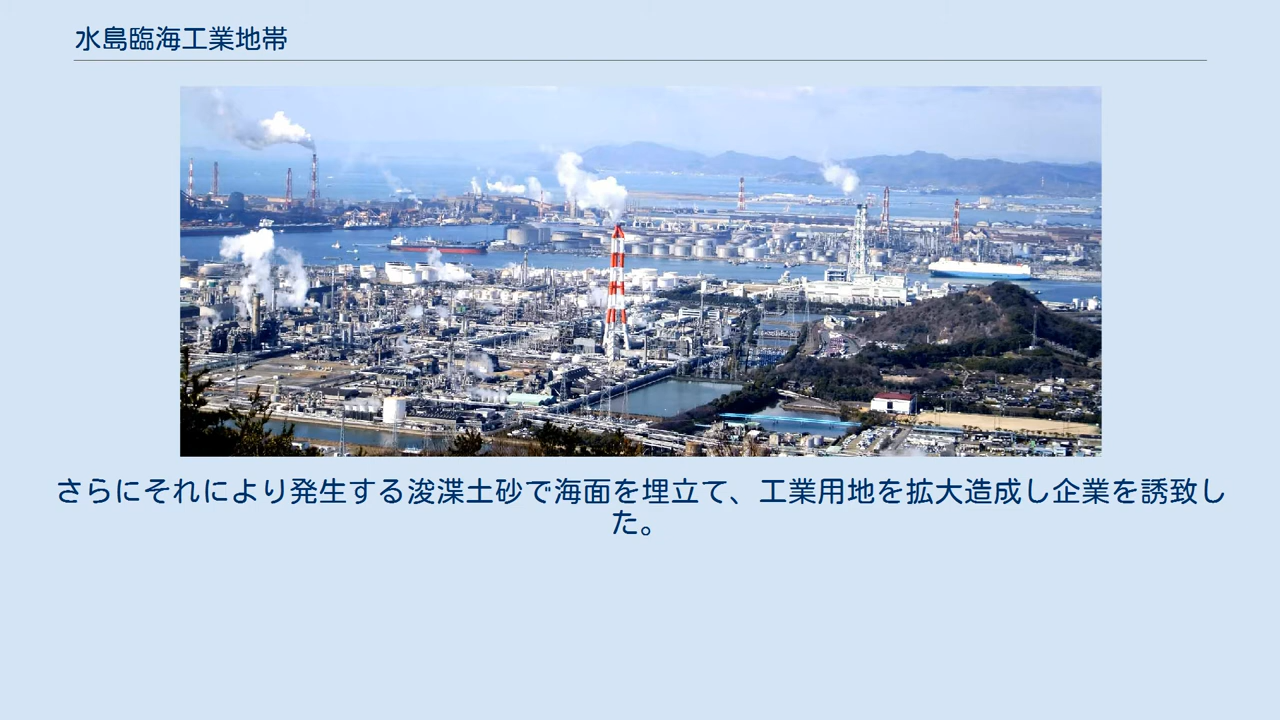 水島臨海工業地帯
さらにそれにより発生する浚渫土砂で海面を埋立て、工業用地を拡大造成し企業を誘致し
た。